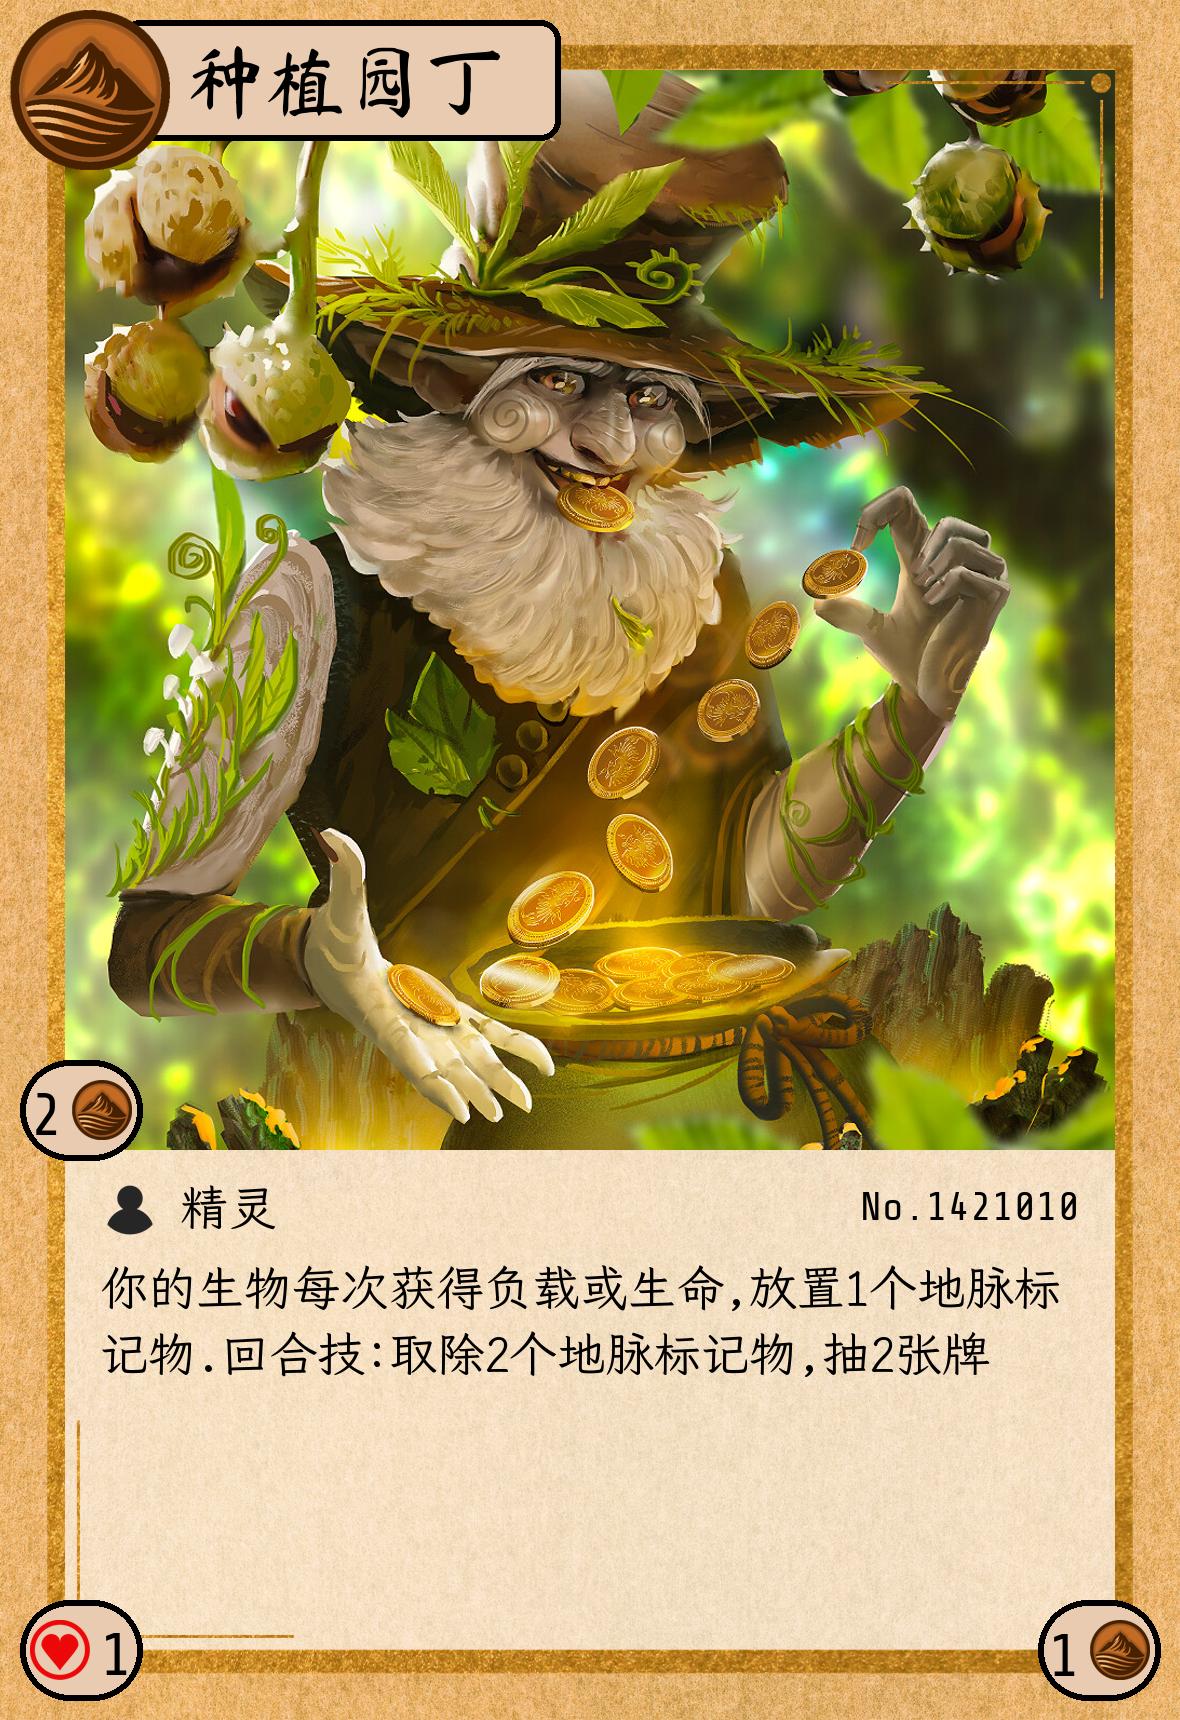 种植园丁
2
精灵
No.1421010
你的生物每次获得负载或生命,放置1个地脉标
记物.回合技:取除2个地脉标记物,抽2张牌
1
1